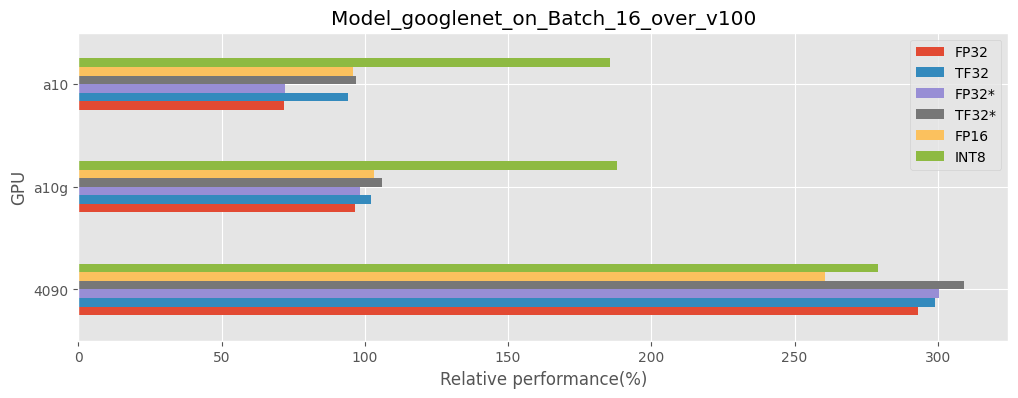 Model_googlenet_on_Batch_16_over_v100
FP32
TF32
FP32*
TF32*
FP16
INT8
a10
a10g
4090
GPU
0
50
100
150
200
250
300
Relative performance(%)